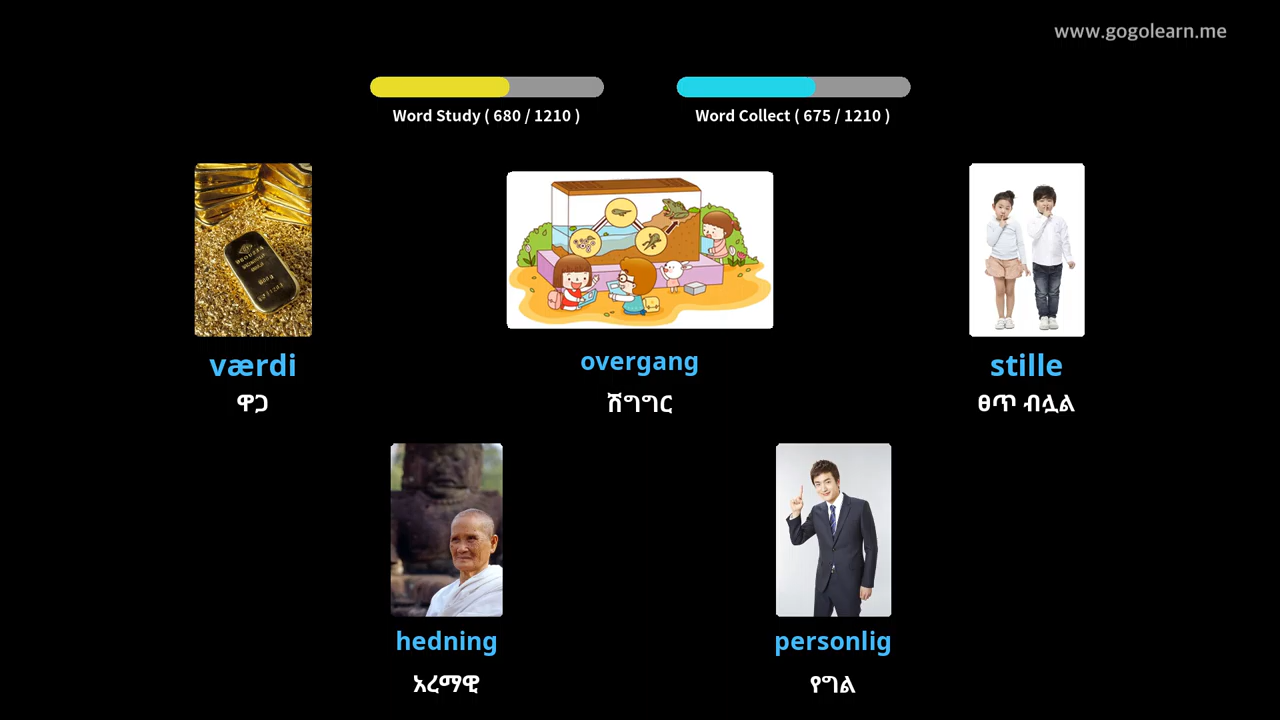 www.gogolearn.me
Word Study ( 680 / 1210 )
Word Collect ( 675 / 1210 )
værdi
ዋጋ
overgang
ሽግግር
stille
ፀጥ ብሏል
hedning
አረማዊ
personlig
የግል